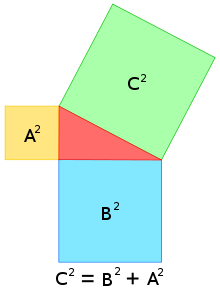 C²
A²
B²
C² = B² + A²